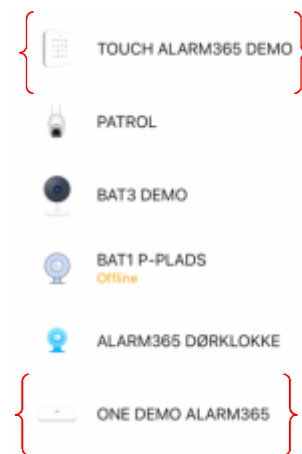 TOUCH ALARM365 DEMO
PATROL
BAT3 DEMO
BAT1 P-PLADS
Offline
ALARM365 DØRKLOKKE
ONE DEMO ALARM365